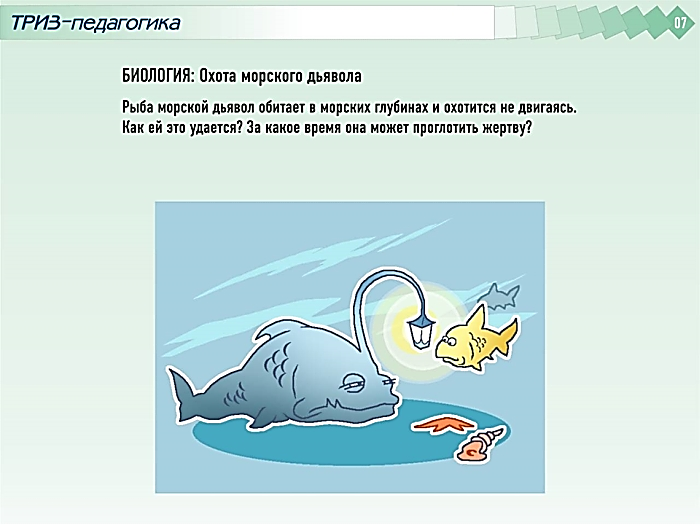 ТРИЗ-педагогика
07
БИОЛОГИЯ: Охота морского дьявола
Рыба морской дьявол обитает в морских глубинах и охотится не двигаясь.
Как ей это удается? За какое время она может проглотить жертву?